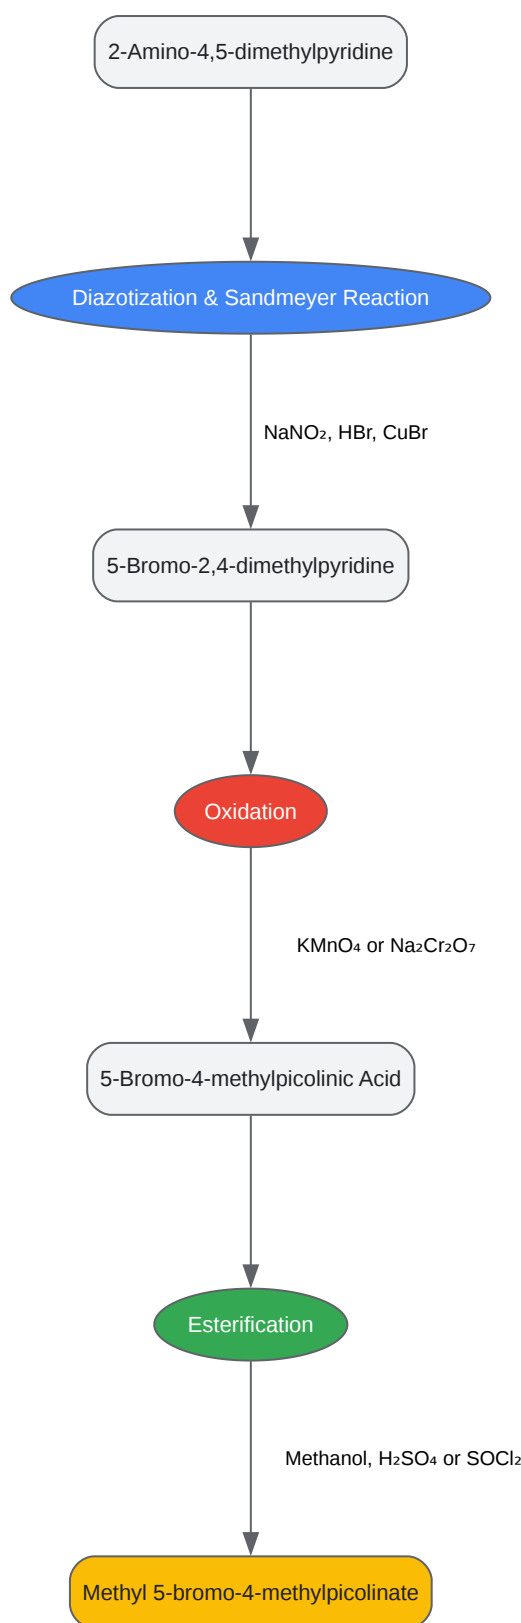 2-Amino-4,5-dimethylpyridine
Diazotization & Sandmeyer Reaction
NaNO₂, HBr, CuBr
5-Bromo-2,4-dimethylpyridine
Oxidation
KMnO₄ or Na₂Cr₂O₇
5-Bromo-4-methylpicolinic Acid
Esterification
Methanol, H₂SO₄ or SOCl₂
Methyl 5-bromo-4-methylpicolinate